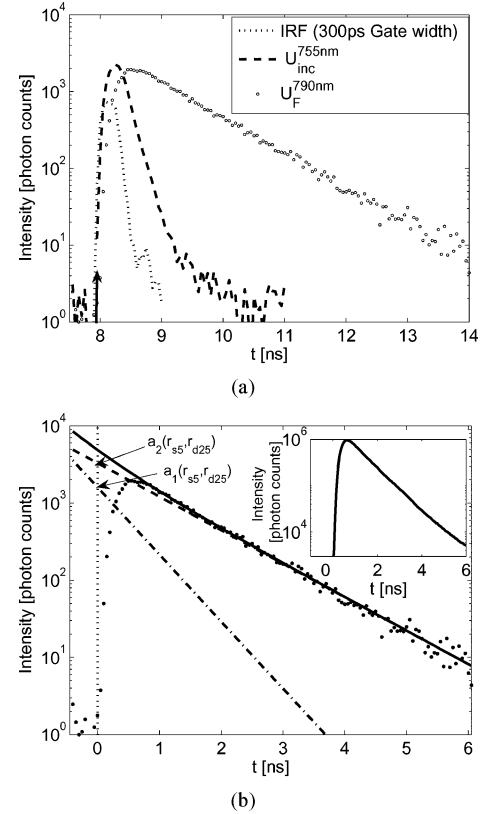 10^4
10^3
10^2
10^1
10^0
Intensity [photon counts]
IRF (300ps Gate width)
U_inc^755nm
U_F^790nm
8 9 10 11 12 13 14
t [ns]
(a)
10^4
10^3
10^2
10^1
10^0
Intensity [photon counts]
a_2(r_s5,r_d25)
a_1(r_s5,r_d25)
10^6
10^4
Intensity
[photon counts]
0 2 4 6
t [ns]
0 1 2 3 4 5 6
t [ns]
(b)